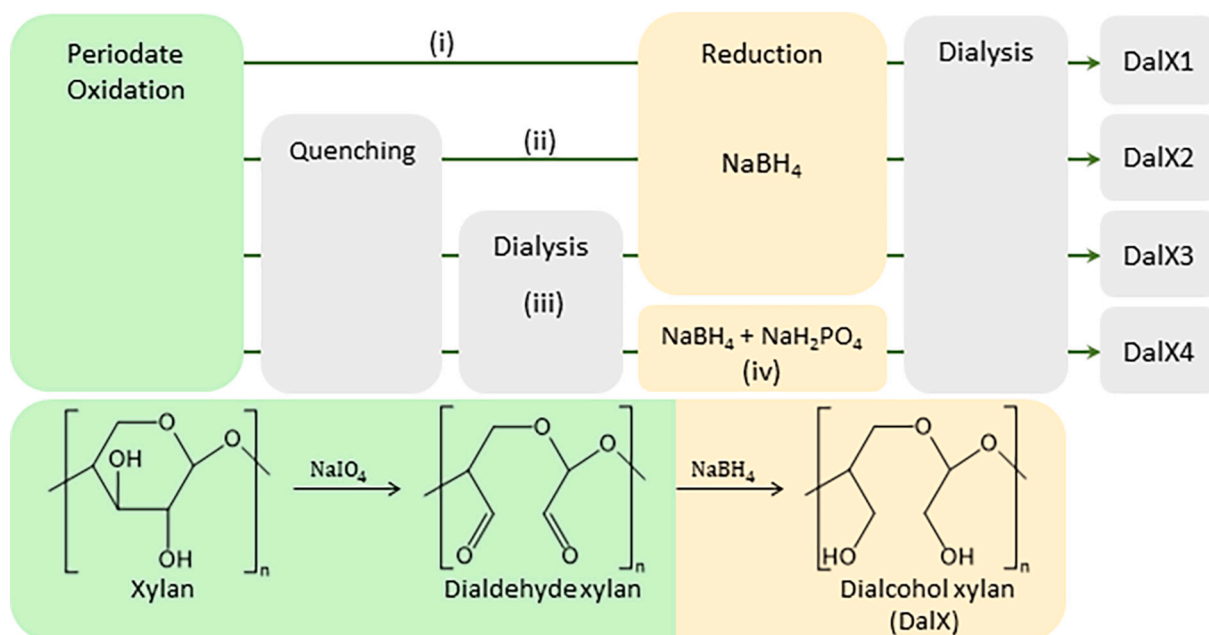 Periodate
Oxidation
(i)
Reduction
Dialysis
DalX1
Quenching
(ii)
NaBH₄
DalX2
Dialysis
(iii)
DalX3
NaBH₄ + NaH₂PO₄
(iv)
DalX4
OH
O
O
OH
n
Xylan
NaIO₄
O
O
O
O
n
Dialdehyde xylan
NaBH₄
O
O
HO
OH
n
Dialcohol xylan
(DalX)